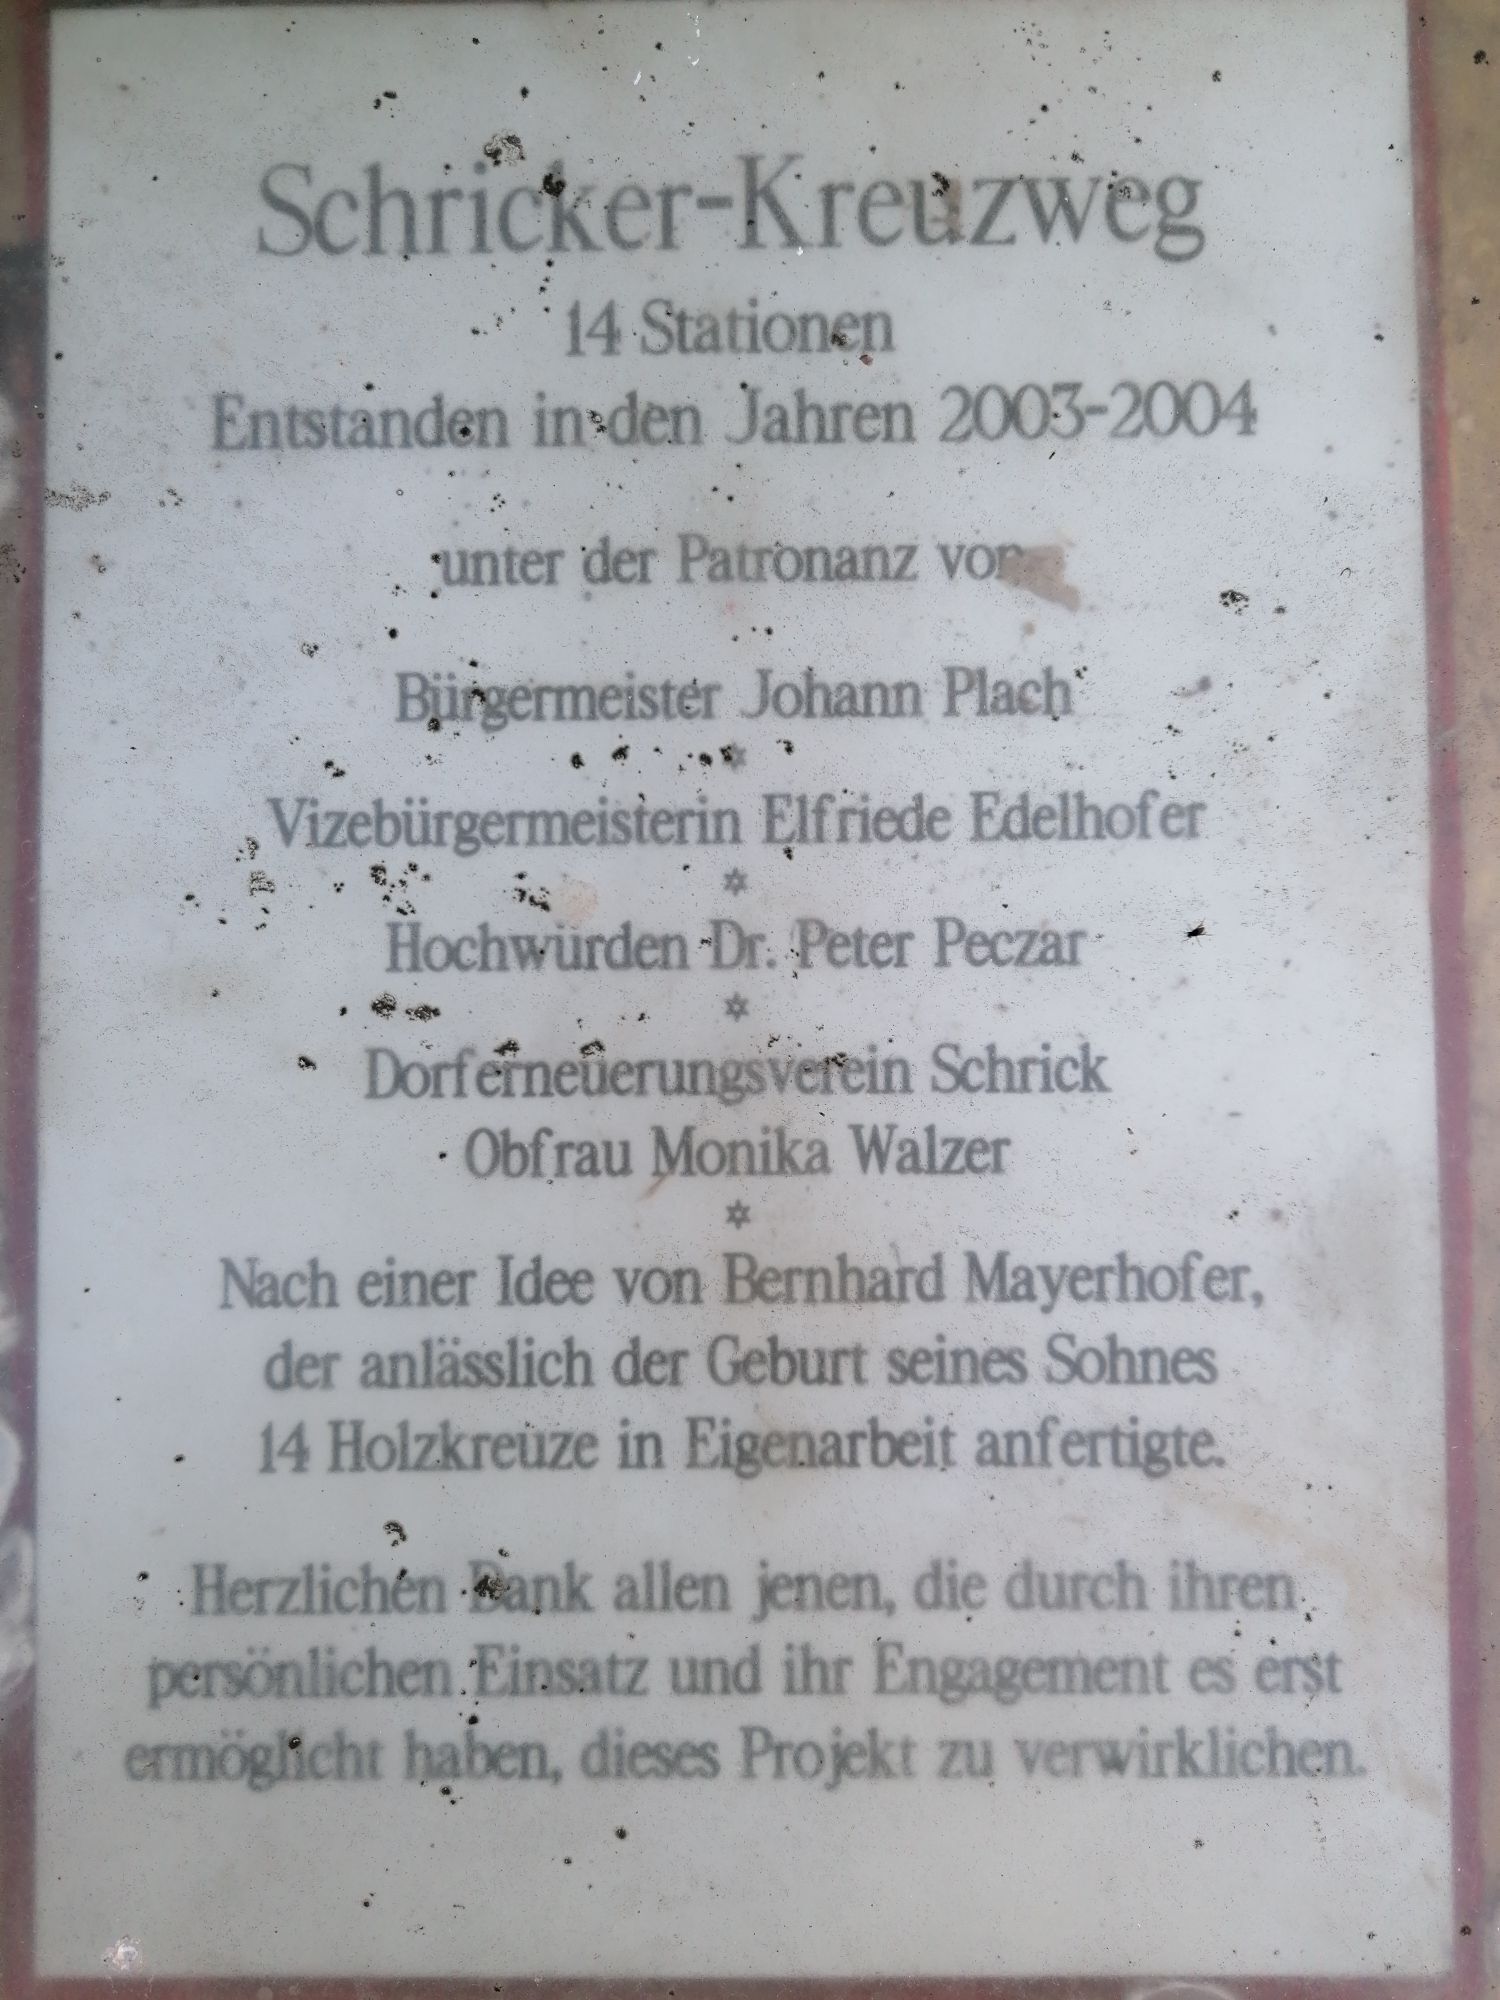 Schricker-Kreuzweg
14 Stationen
Entstanden in den Jahren 2003-2004
unter der Patronanz von
Bürgermeister Johann Plach
✡
Vizebürgermeisterin Elfriede Edelhofer
✡
Hochwürden Dr. Peter Peczar
✡
Dorferneuerungsverein Schrick
Obfrau Monika Walzer
✡
Nach einer Idee von Bernhard Mayerhofer,
der anlässlich der Geburt seines Sohnes
14 Holzkreuze in Eigenarbeit anfertigte.
Herzlichen Dank allen jenen, die durch ihren
persönlichen Einsatz und ihr Engagement es erst
ermöglicht haben, dieses Projekt zu verwirklichen.